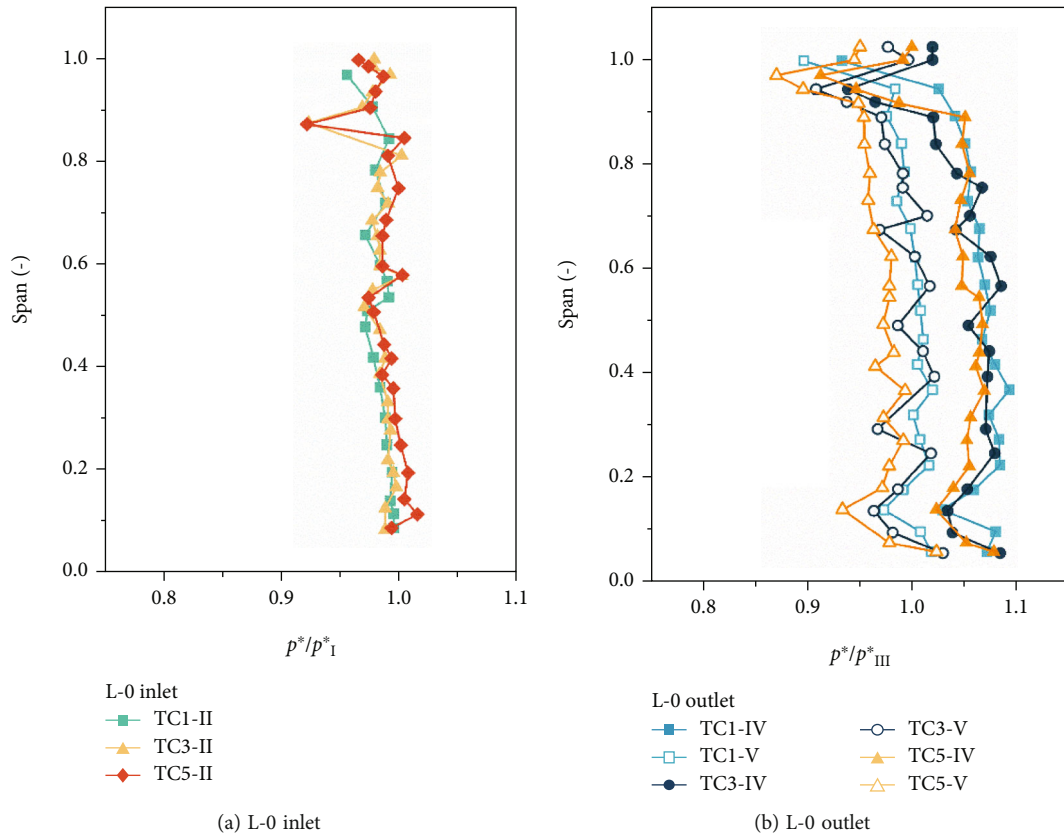 1.0
0.8
0.6
0.4
0.2
0.0
Span (-)
0.8 0.9 1.0 1.1
p*/p*I
L-0 inlet
TC1-II
TC3-II
TC5-II
(a) L-0 inlet
1.0
0.8
0.6
0.4
0.2
0.0
Span (-)
0.8 0.9 1.0 1.1
p*/p*III
L-0 outlet
TC1-IV TC3-V
TC1-V TC5-IV
TC3-IV TC5-V
(b) L-0 outlet